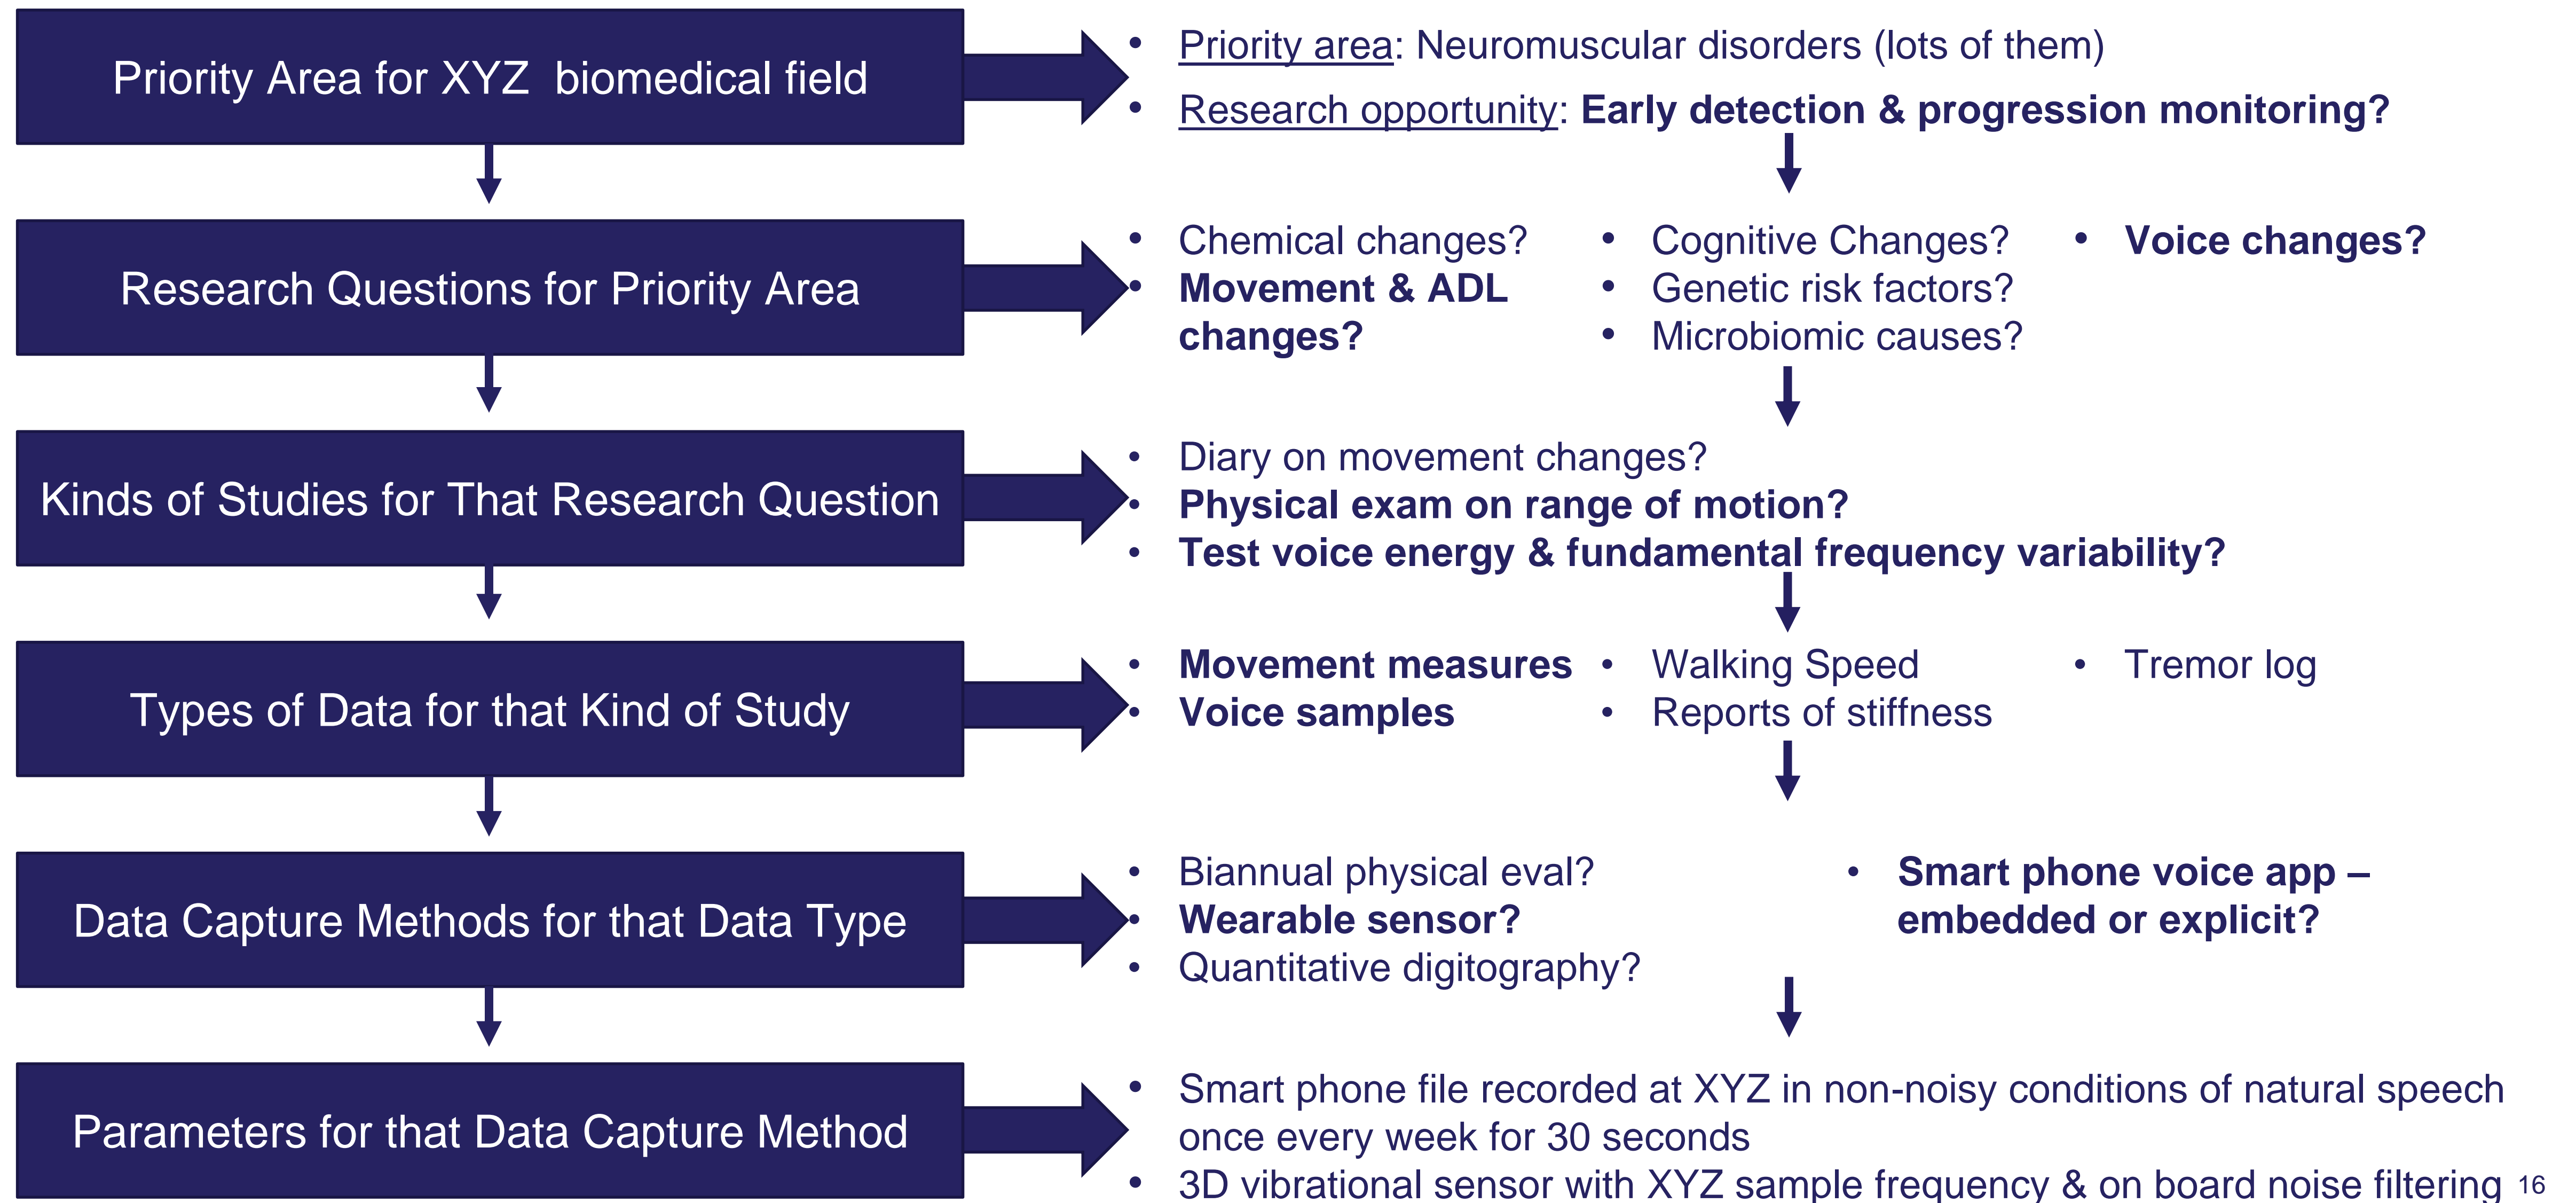 Priority Area for XYZ biomedical field
• Priority area: Neuromuscular disorders (lots of them)
• Research opportunity: Early detection & progression monitoring?
Research Questions for Priority Area
• Chemical changes?
• Movement & ADL
changes?
• Cognitive Changes?
• Genetic risk factors?
• Microbiomic causes?
• Voice changes?
Kinds of Studies for That Research Question
• Diary on movement changes?
• Physical exam on range of motion?
• Test voice energy & fundamental frequency variability?
Types of Data for that Kind of Study
• Movement measures
• Voice samples
• Walking Speed
• Reports of stiffness
• Tremor log
Data Capture Methods for that Data Type
• Biannual physical eval?
• Wearable sensor?
• Quantitative digitography?
• Smart phone voice app –
embedded or explicit?
Parameters for that Data Capture Method
• Smart phone file recorded at XYZ in non-noisy conditions of natural speech
once every week for 30 seconds
• 3D vibrational sensor with XYZ sample frequency & on board noise filtering
16